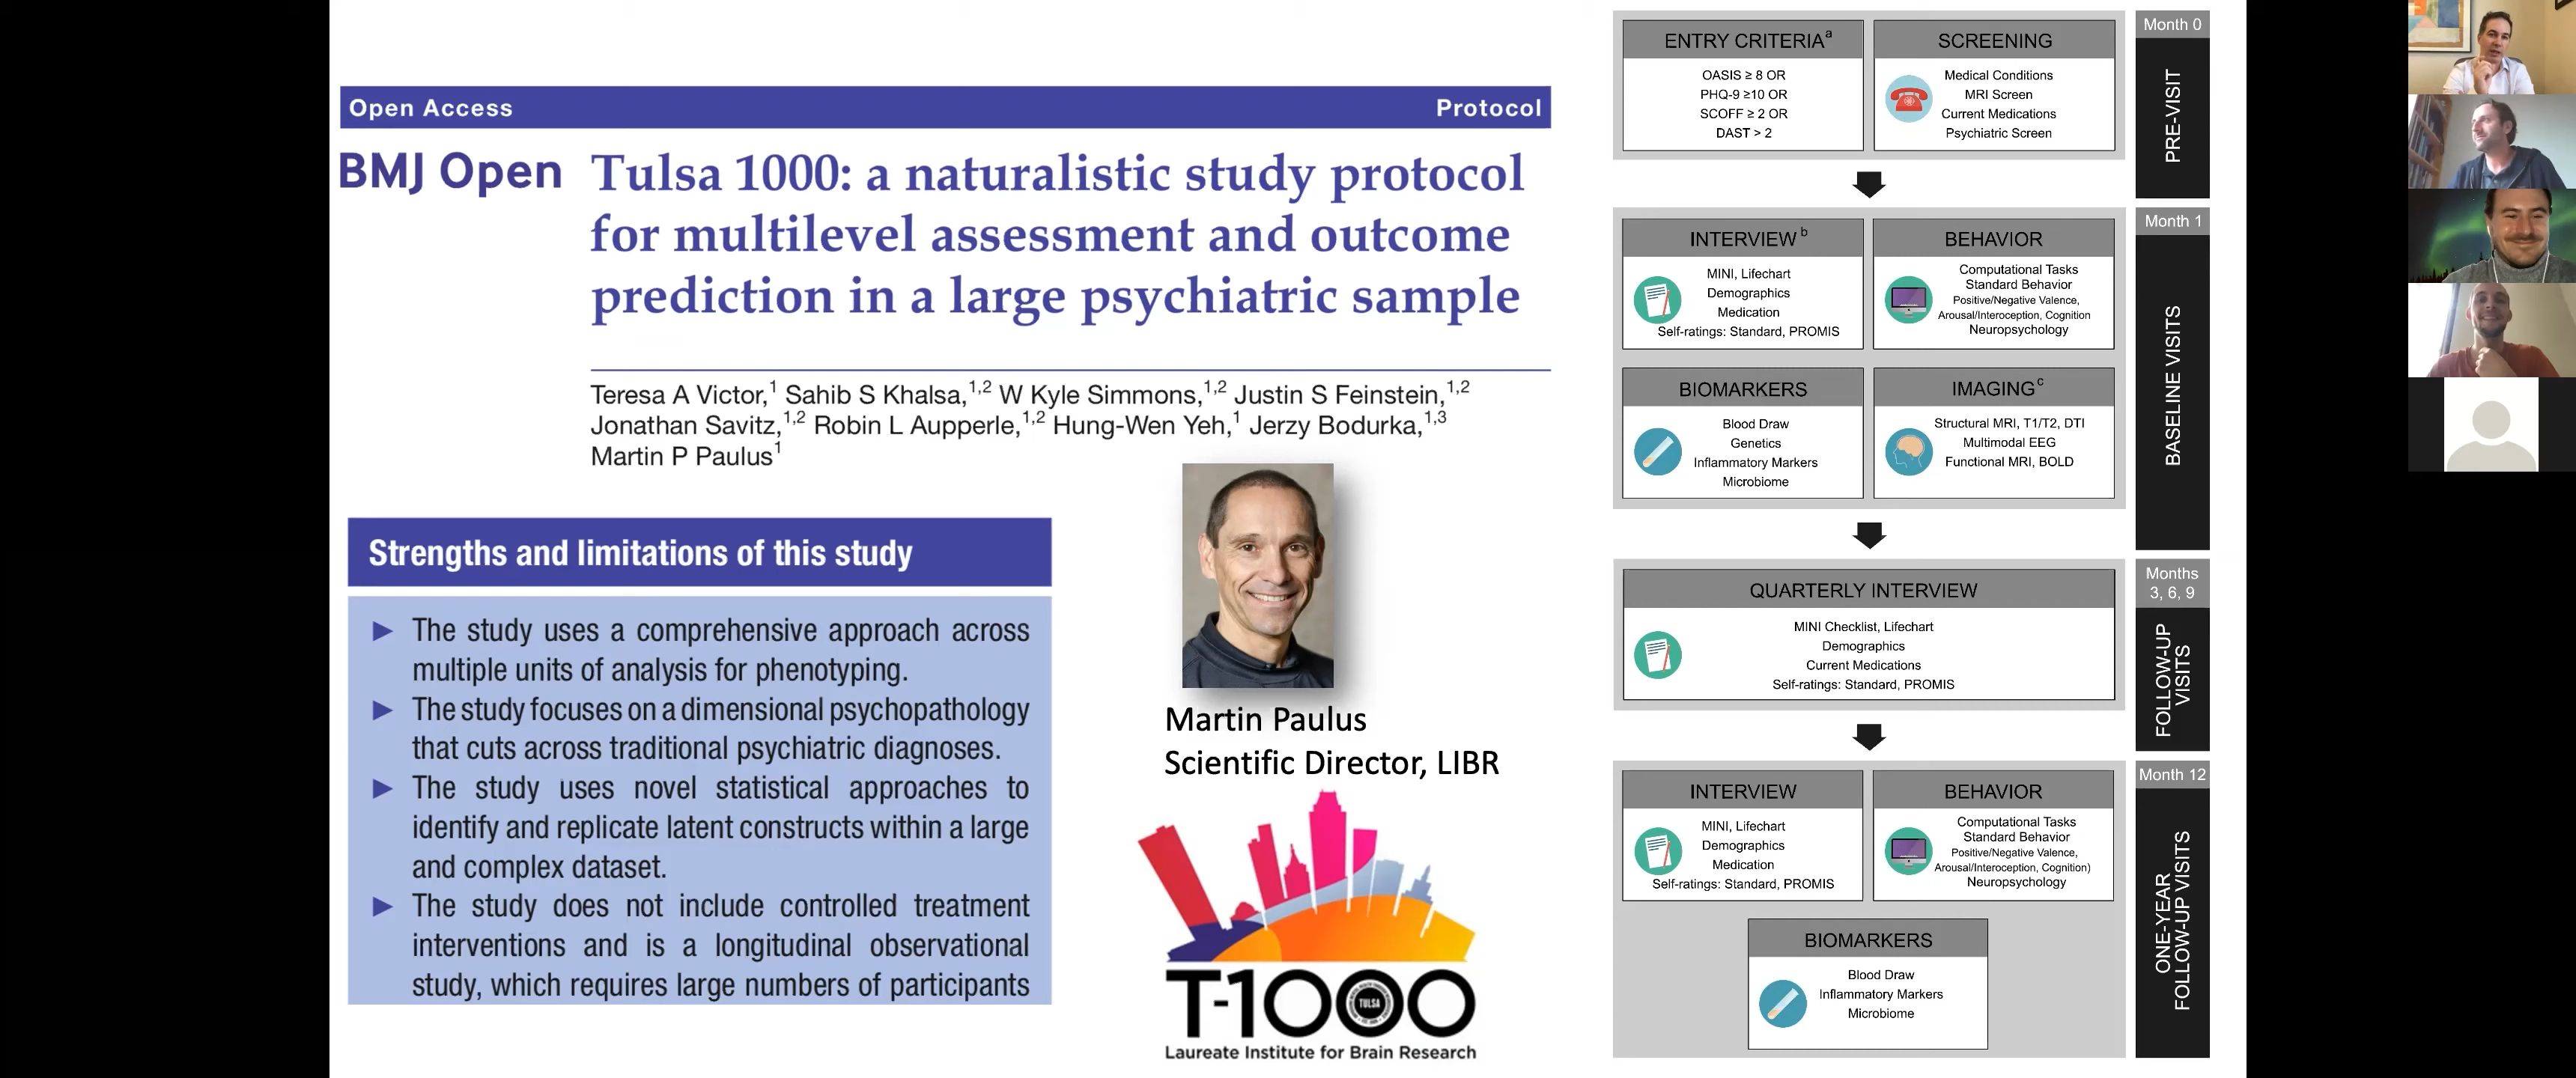 Open Access
Protocol
BMJ Open
Tulsa 1000: a naturalistic study protocol
for multilevel assessment and outcome
prediction in a large psychiatric sample
Teresa A Victor,1 Sahib S Khalsa,1,2 W Kyle Simmons,1,2 Justin S Feinstein,1,2
Jonathan Savitz,1,2 Robin L Aupperle,1,2 Hung-Wen Yeh,1 Jerzy Bodurka,1,3
Martin P Paulus1
Strengths and limitations of this study
► The study uses a comprehensive approach across
multiple units of analysis for phenotyping.
► The study focuses on a dimensional psychopathology
that cuts across traditional psychiatric diagnoses.
► The study uses novel statistical approaches to
identify and replicate latent constructs within a large
and complex dataset.
► The study does not include controlled treatment
interventions and is a longitudinal observational
study, which requires large numbers of participants
Martin Paulus
Scientific Director, LIBR
T-1000
TULSA
Laureate Institute for Brain Research
Month 0
PRE-VISIT
ENTRY CRITERIAa
OASIS ≥ 8 OR
PHQ-9 ≥10 OR
SCOFF ≥ 2 OR
DAST > 2
SCREENING
Medical Conditions
MRI Screen
Current Medications
Psychiatric Screen
Month 1
BASELINE VISITS
INTERVIEW b
MINI, Lifechart
Demographics
Medication
Self-ratings: Standard, PROMIS
BEHAVIOR
Computational Tasks
Standard Behavior
Positive/Negative Valence,
Arousal/Interoception, Cognition
Neuropsychology
BIOMARKERS
Blood Draw
Genetics
Inflammatory Markers
Microbiome
IMAGINGc
Structural MRI, T1/T2, DTI
Multimodal EEG
Functional MRI, BOLD
Months
3, 6, 9
FOLLOW-UP
VISITS
QUARTERLY INTERVIEW
MINI Checklist, Lifechart
Demographics
Current Medications
Self-ratings: Standard, PROMIS
Month 12
ONE-YEAR
FOLLOW-UP VISITS
INTERVIEW
MINI, Lifechart
Demographics
Medication
Self-ratings: Standard, PROMIS
BEHAVIOR
Computational Tasks
Standard Behavior
Positive/Negative Valence,
Arousal/Interoception, Cognition)
Neuropsychology
BIOMARKERS
Blood Draw
Inflammatory Markers
Microbiome